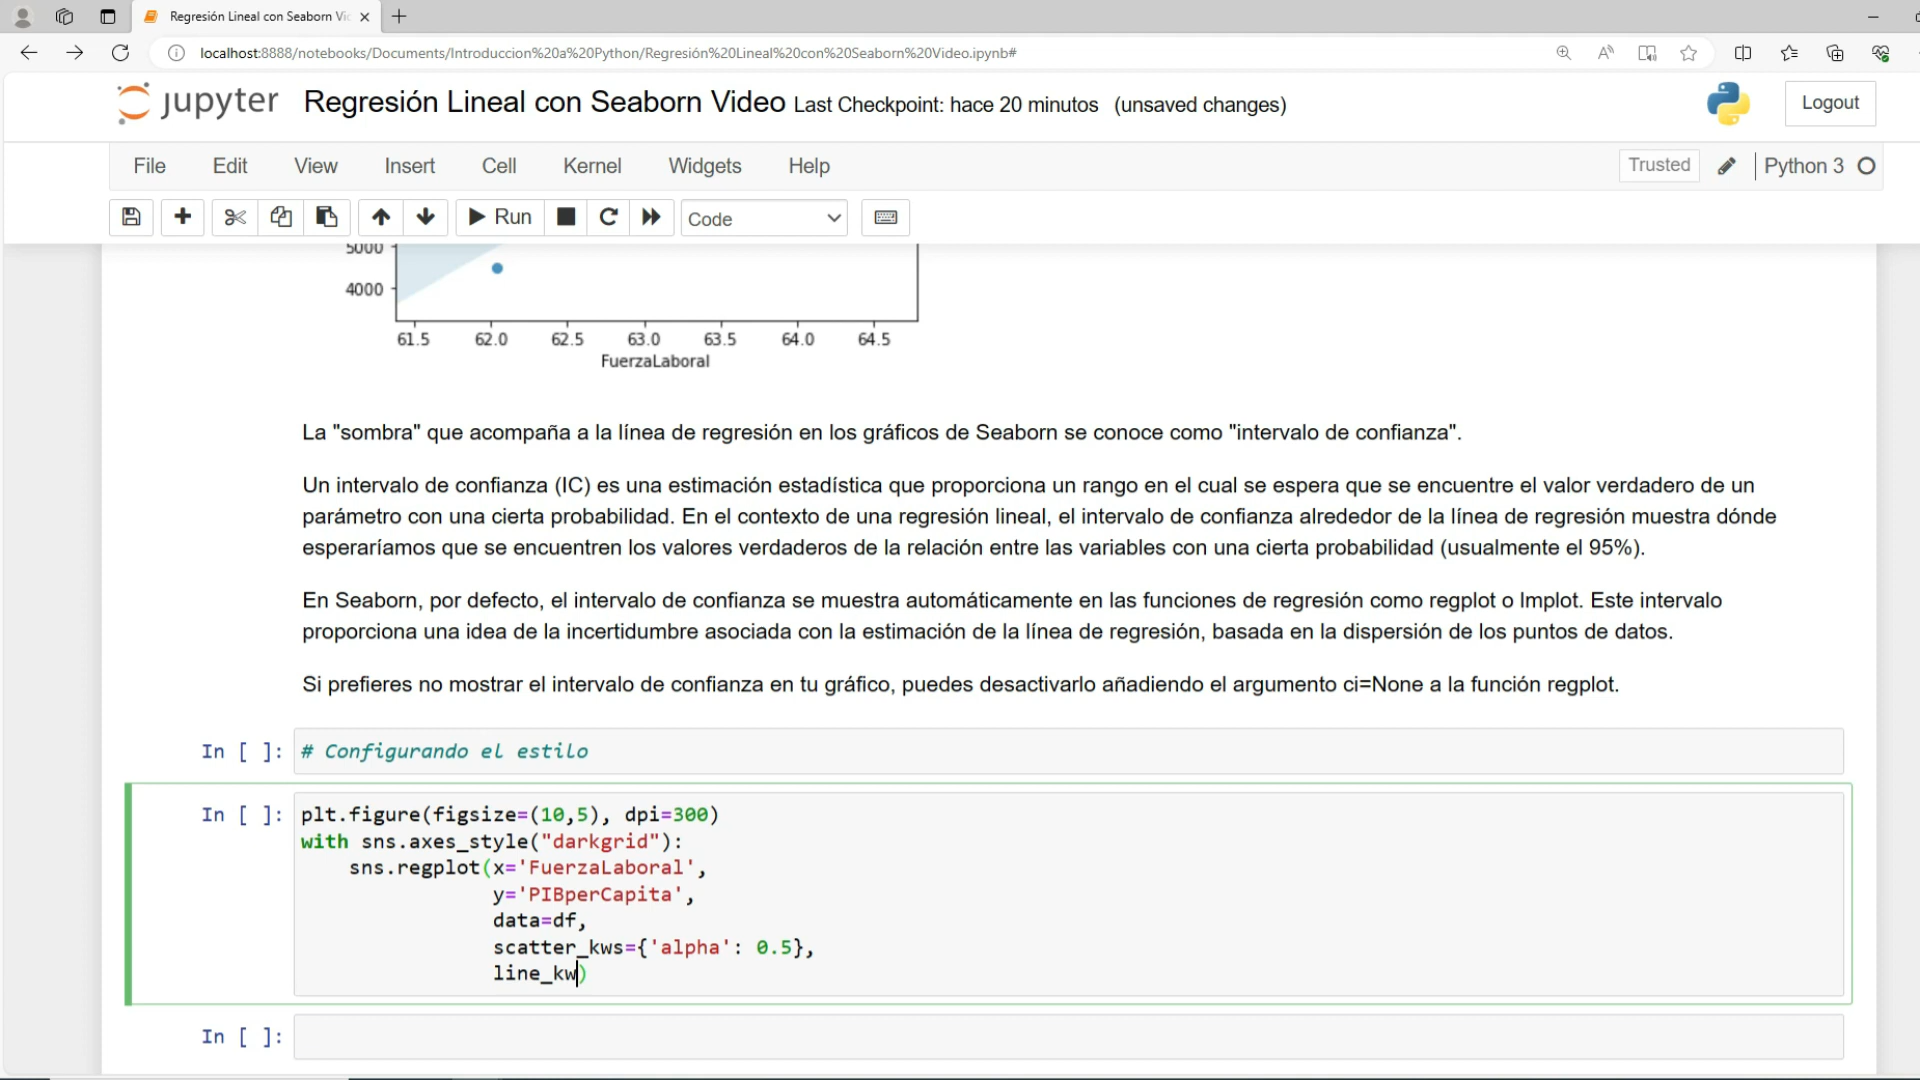 Regresión Lineal con Seaborn Vi
localhost:8888/notebooks/Documents/Introduccion%20a%20Python/Regresión%20Lineal%20con%20Seaborn%20Video.ipynb#
jupyter Regresión Lineal con Seaborn Video Last Checkpoint: hace 20 minutos (unsaved changes)
Logout
File Edit View Insert Cell Kernel Widgets Help
Trusted Python 3
Run Code
5000
4000
61.5 62.0 62.5 63.0 63.5 64.0 64.5
FuerzaLaboral
La "sombra" que acompaña a la línea de regresión en los gráficos de Seaborn se conoce como "intervalo de confianza".
Un intervalo de confianza (IC) es una estimación estadística que proporciona un rango en el cual se espera que se encuentre el valor verdadero de un
parámetro con una cierta probabilidad. En el contexto de una regresión lineal, el intervalo de confianza alrededor de la línea de regresión muestra dónde
esperaríamos que se encuentren los valores verdaderos de la relación entre las variables con una cierta probabilidad (usualmente el 95%).
En Seaborn, por defecto, el intervalo de confianza se muestra automáticamente en las funciones de regresión como regplot o lmplot. Este intervalo
proporciona una idea de la incertidumbre asociada con la estimación de la línea de regresión, basada en la dispersión de los puntos de datos.
Si prefieres no mostrar el intervalo de confianza en tu gráfico, puedes desactivarlo añadiendo el argumento ci=None a la función regplot.
In [ ]: # Configurando el estilo
In [ ]: plt.figure(figsize=(10,5), dpi=300)
with sns.axes_style("darkgrid"):
sns.regplot(x='FuerzaLaboral',
y='PIBperCapita',
data=df,
scatter_kws={'alpha': 0.5},
line_kw)
In [ ]: